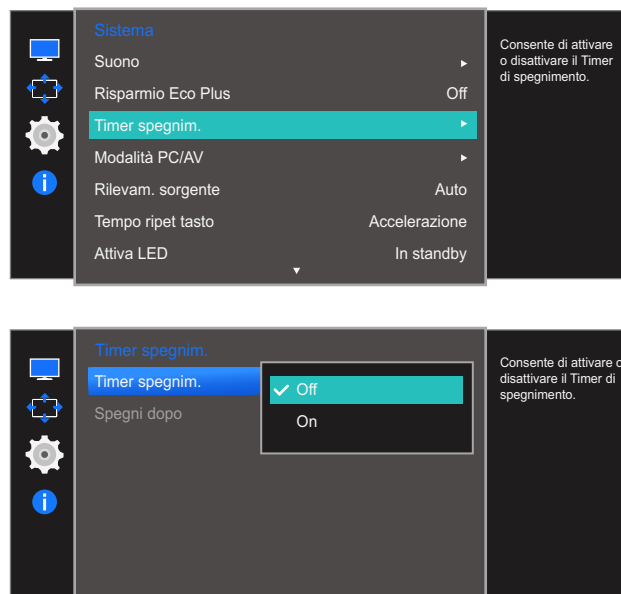 Sistema
Suono
Risparmio Eco Plus Off
Timer spegnim.
Modalità PC/AV
Rilevam. sorgente Auto
Tempo ripet tasto Accelerazione
Attiva LED In standby
Consente di attivare
o disattivare il Timer
di spegnimento.
Timer spegnim.
Timer spegnim.
Spegni dopo
Off
On
Consente di attivare o
disattivare il Timer di
spegnimento.